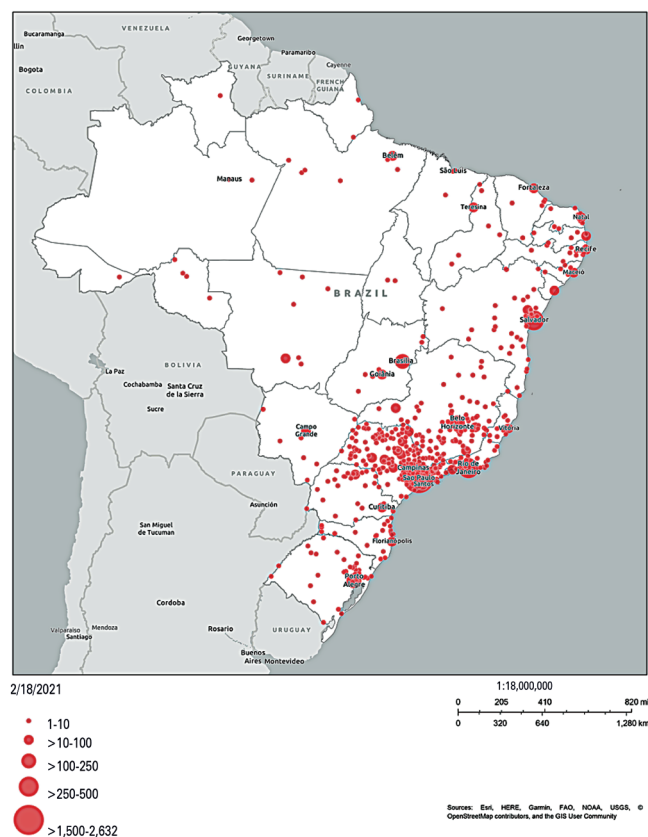 VENEZUELA
Bucaramanga
Georgetown
llin
Paramaribo
Bogota
GUYANA
Cayenne
COLOMBIA
SURINAME
FRENCH
GUIANA
Belem
São Luis
Manaus
Fortaleza
Teresina
Natal
Recife
Maceió
BRAZIL
Salvador
La Paz
BOLIVIA
Brasília
Goiânia
Cochabamba
Santa Cruz
de la Sierra
Sucre
Campo
Grande
Belo
Horizonte
Vitoria
PARAGUAY
Campinas
Rio de
Janeiro
São Paulo
Santos
Asunción
Curitiba
San Miguel
de Tucuman
Florianópolis
Porto
Alegre
Cordoba
Valparaiso
Mendoza
Santiago
Rosario
URUGUAY
Buenos
Aires
Montevideo
2/18/2021
1:18,000,000
0 205 410 820 mi
0 320 640 1,280 km
1-10
>10-100
>100-250
>250-500
>1,500-2,632
Sources: Esri, HERE, Garmin, FAO, NOAA, USGS, ©
OpenStreetMap contributors, and the GIS User Community